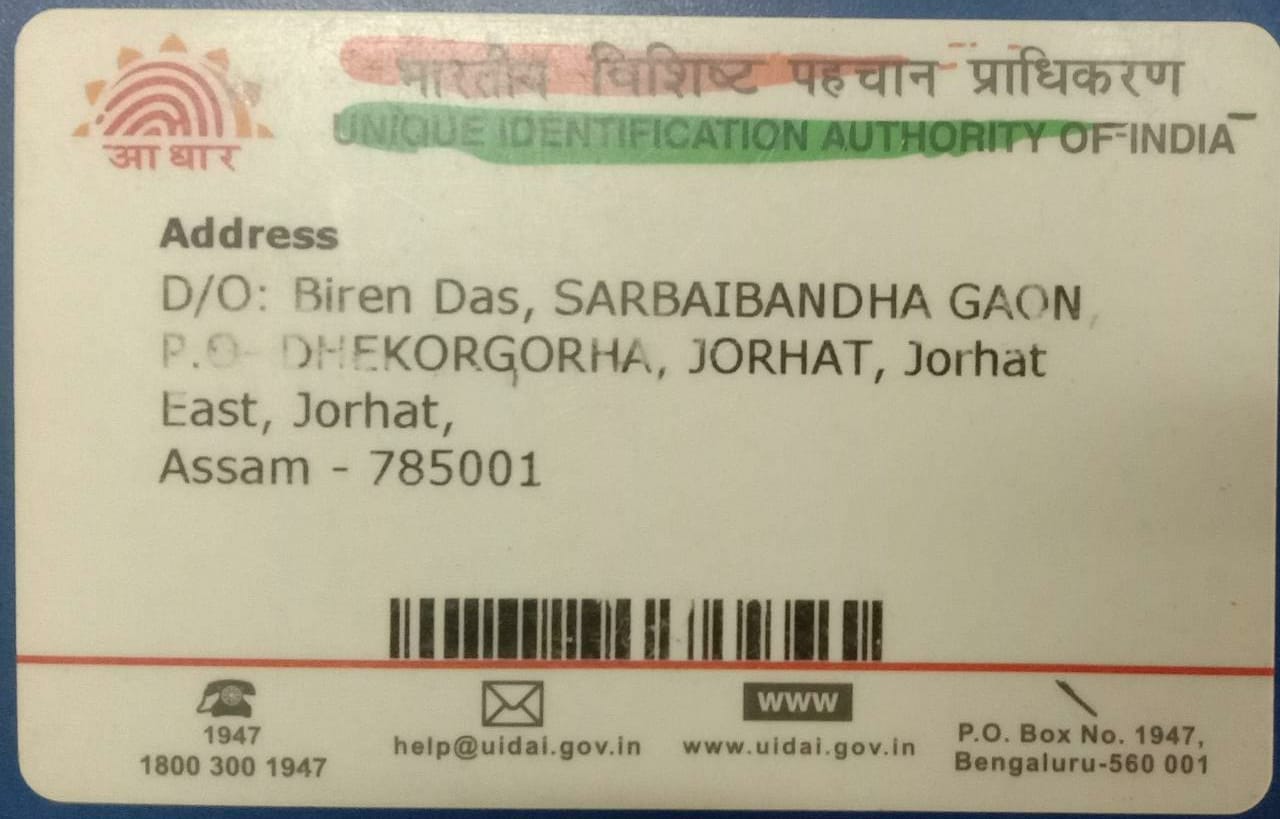 भारतीय विशिष्ट पहचान प्राधिकरण
UNIQUE IDENTIFICATION AUTHORITY OF INDIA
आधार
Address
D/O: Biren Das, SARBAIBANDHA GAON,
P.O- DHEKORGORHA, JORHAT, Jorhat
East, Jorhat,
Assam - 785001
1947
1800 300 1947
help@uidai.gov.in
WWW
www.uidai.gov.in
P.O. Box No. 1947,
Bengaluru-560 001